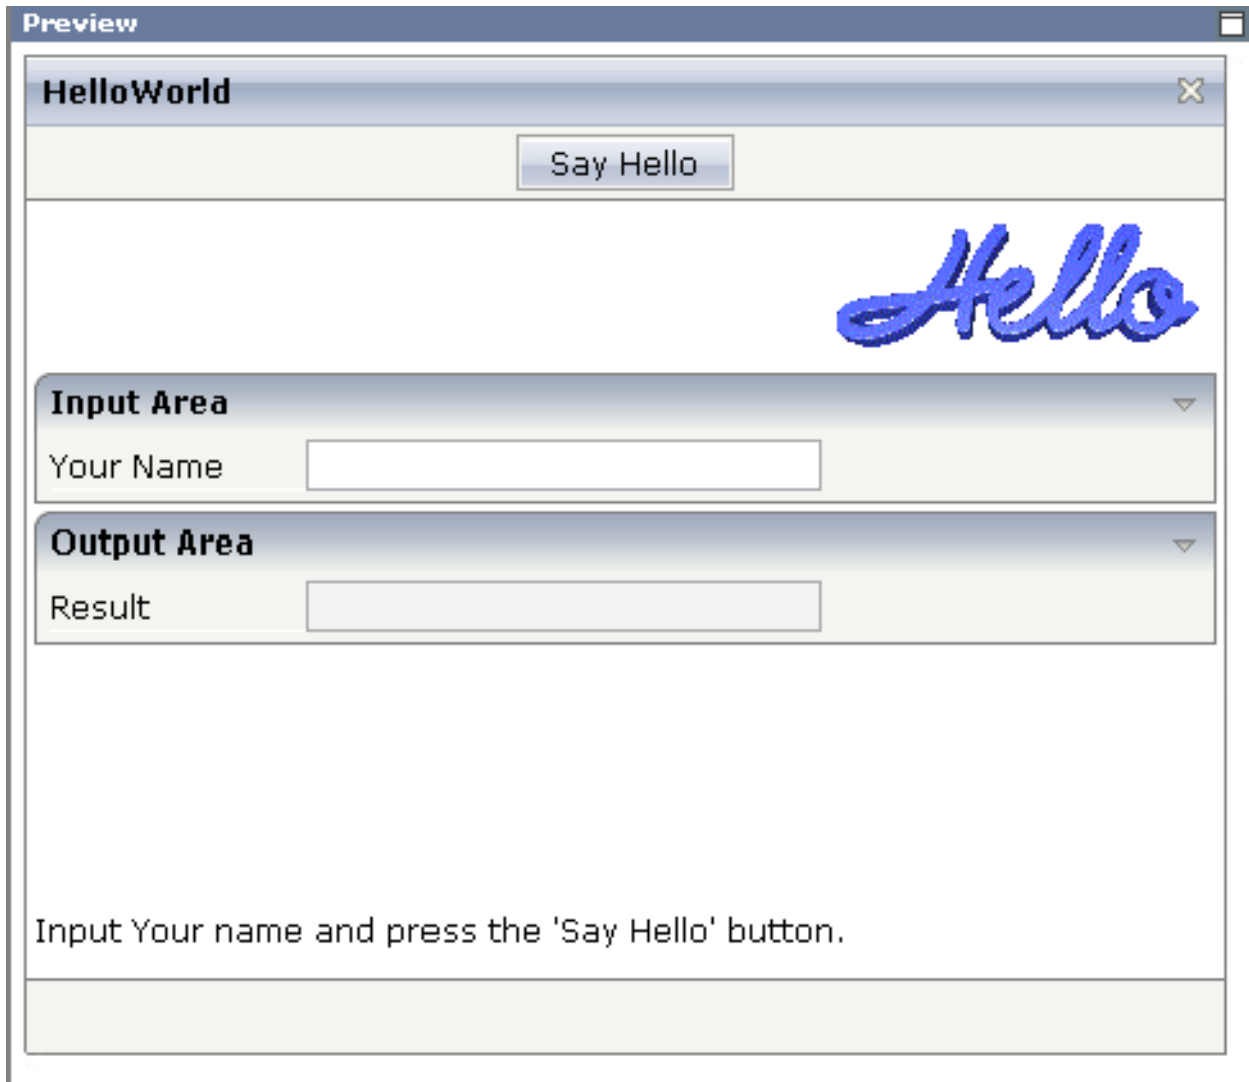 Preview
HelloWorld
Say Hello
Hello
Input Area
Your Name
Output Area
Result
Input Your name and press the 'Say Hello' button.